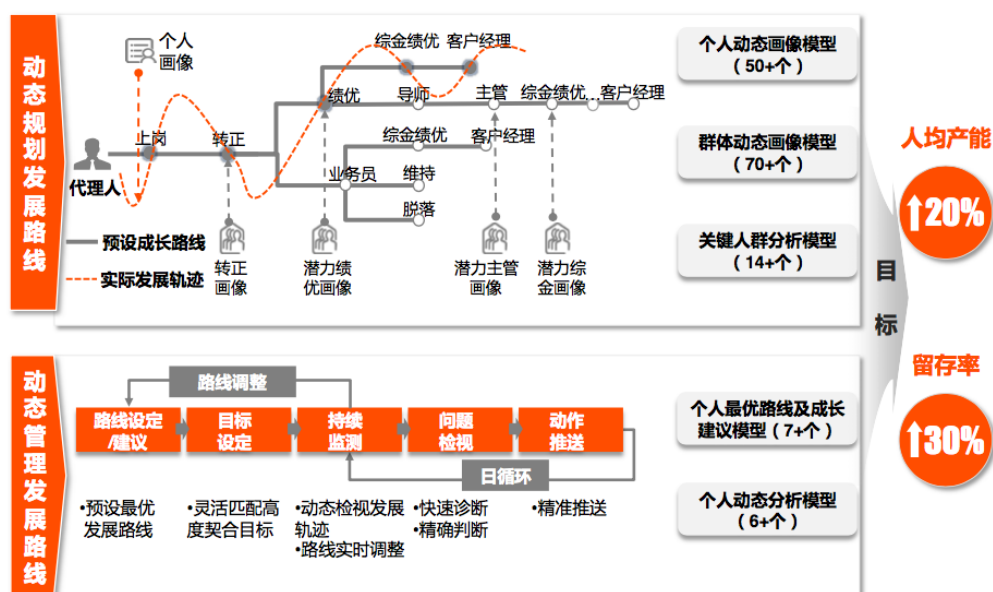 动态规划发展路线
个人
画像
综金绩优
客户经理
上岗
转正
绩优
导师
主管
综金绩优...客户经理
代理人
综金绩优
客户经理
业务员
维持
脱落
预设成长路线
实际发展轨迹
转正
画像
潜力绩
优画像
潜力主管
画像
潜力综
金画像
个人动态画像模型
（50+个）
群体动态画像模型
（70+个）
关键人群分析模型
（14+个）
动态管理发展路线
路线调整
路线设定
/建议
目标
设定
持续
监测
问题
检视
动作
推送
日循环
•预设最优
发展路线
•灵活匹配高
度契合目标
•动态检视发展
轨迹
•路线实时调整
•快速诊断
•精确判断
•精准推送
个人最优路线及成长
建议模型（7+个）
个人动态分析模型
（6+个）
目标
人均产能
↑20%
留存率
↑30%